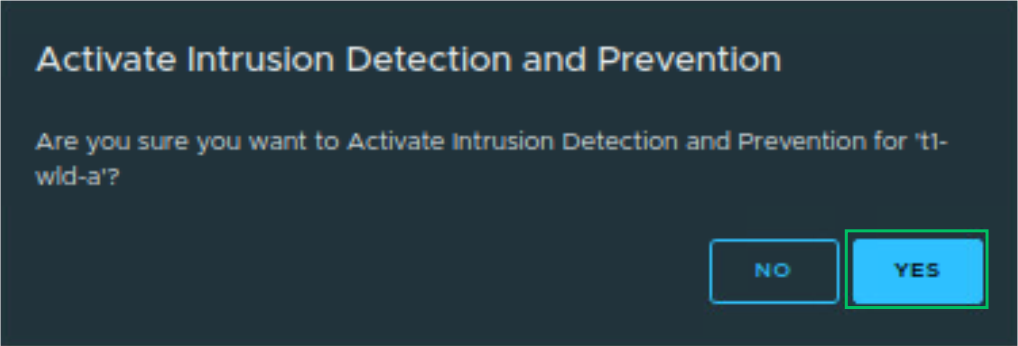 Activate Intrusion Detection and Prevention
Are you sure you want to Activate Intrusion Detection and Prevention for 't1-
wld-a'?
NO
YES